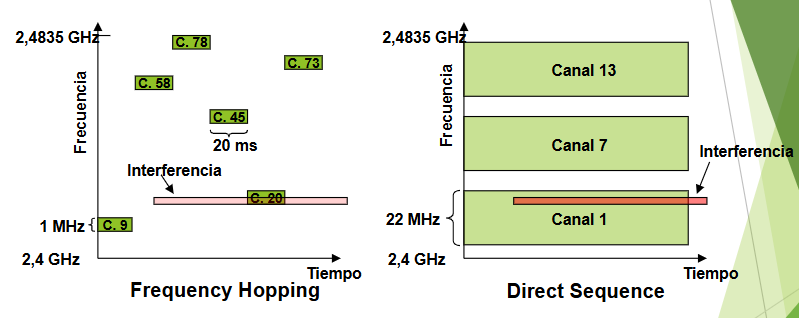 2,4835 GHz
C. 78
C. 73
C. 58
Frecuencia
C. 45
20 ms
Interferencia
C. 20
1 MHz
C. 9
2,4 GHz
Tiempo
Frequency Hopping
2,4835 GHz
Canal 13
Frecuencia
Canal 7
Interferencia
22 MHz
Canal 1
2,4 GHz
Tiempo
Direct Sequence